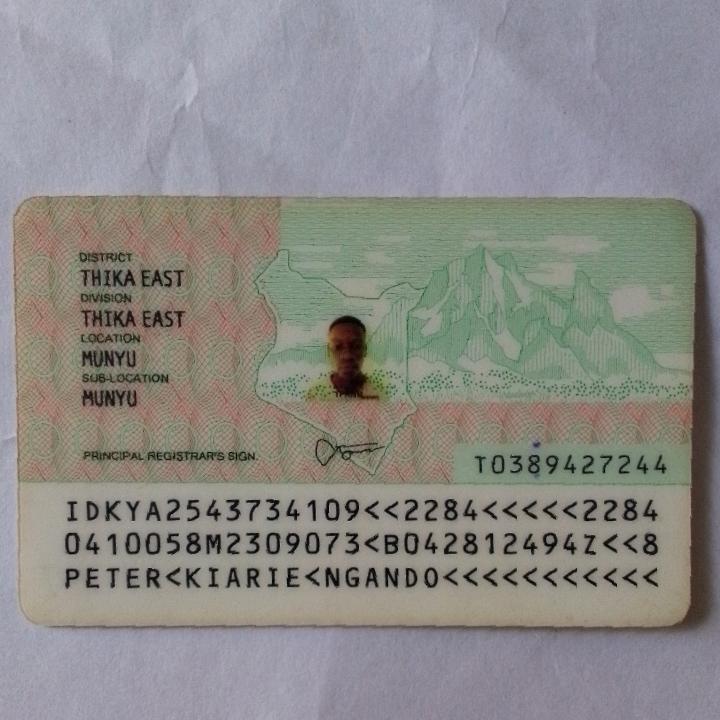 DISTRICT
THIKA EAST
DIVISION
THIKA EAST
LOCATION
MUNYU
SUB-LOCATION
MUNYU
PRINCIPAL REGISTRAR'S SIGN.
T0389427244
IDKYA2543734109<<2284<<<<<2284
0410058M2309073<B042812494Z<<8
PETER<KIARIE<NGANDO<<<<<<<<<<<